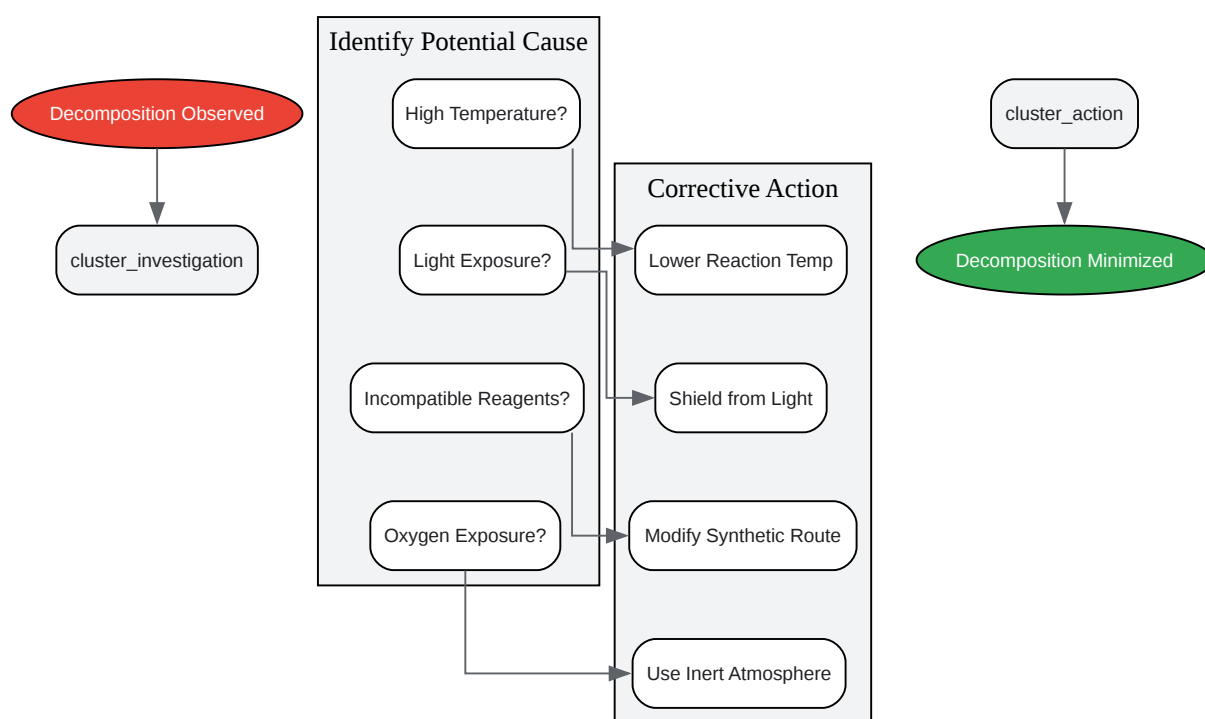 Identify Potential Cause
Decomposition Observed
High Temperature?
cluster_action
Corrective Action
cluster_investigation
Light Exposure?
Lower Reaction Temp
Decomposition Minimized
Incompatible Reagents?
Shield from Light
Oxygen Exposure?
Modify Synthetic Route
Use Inert Atmosphere